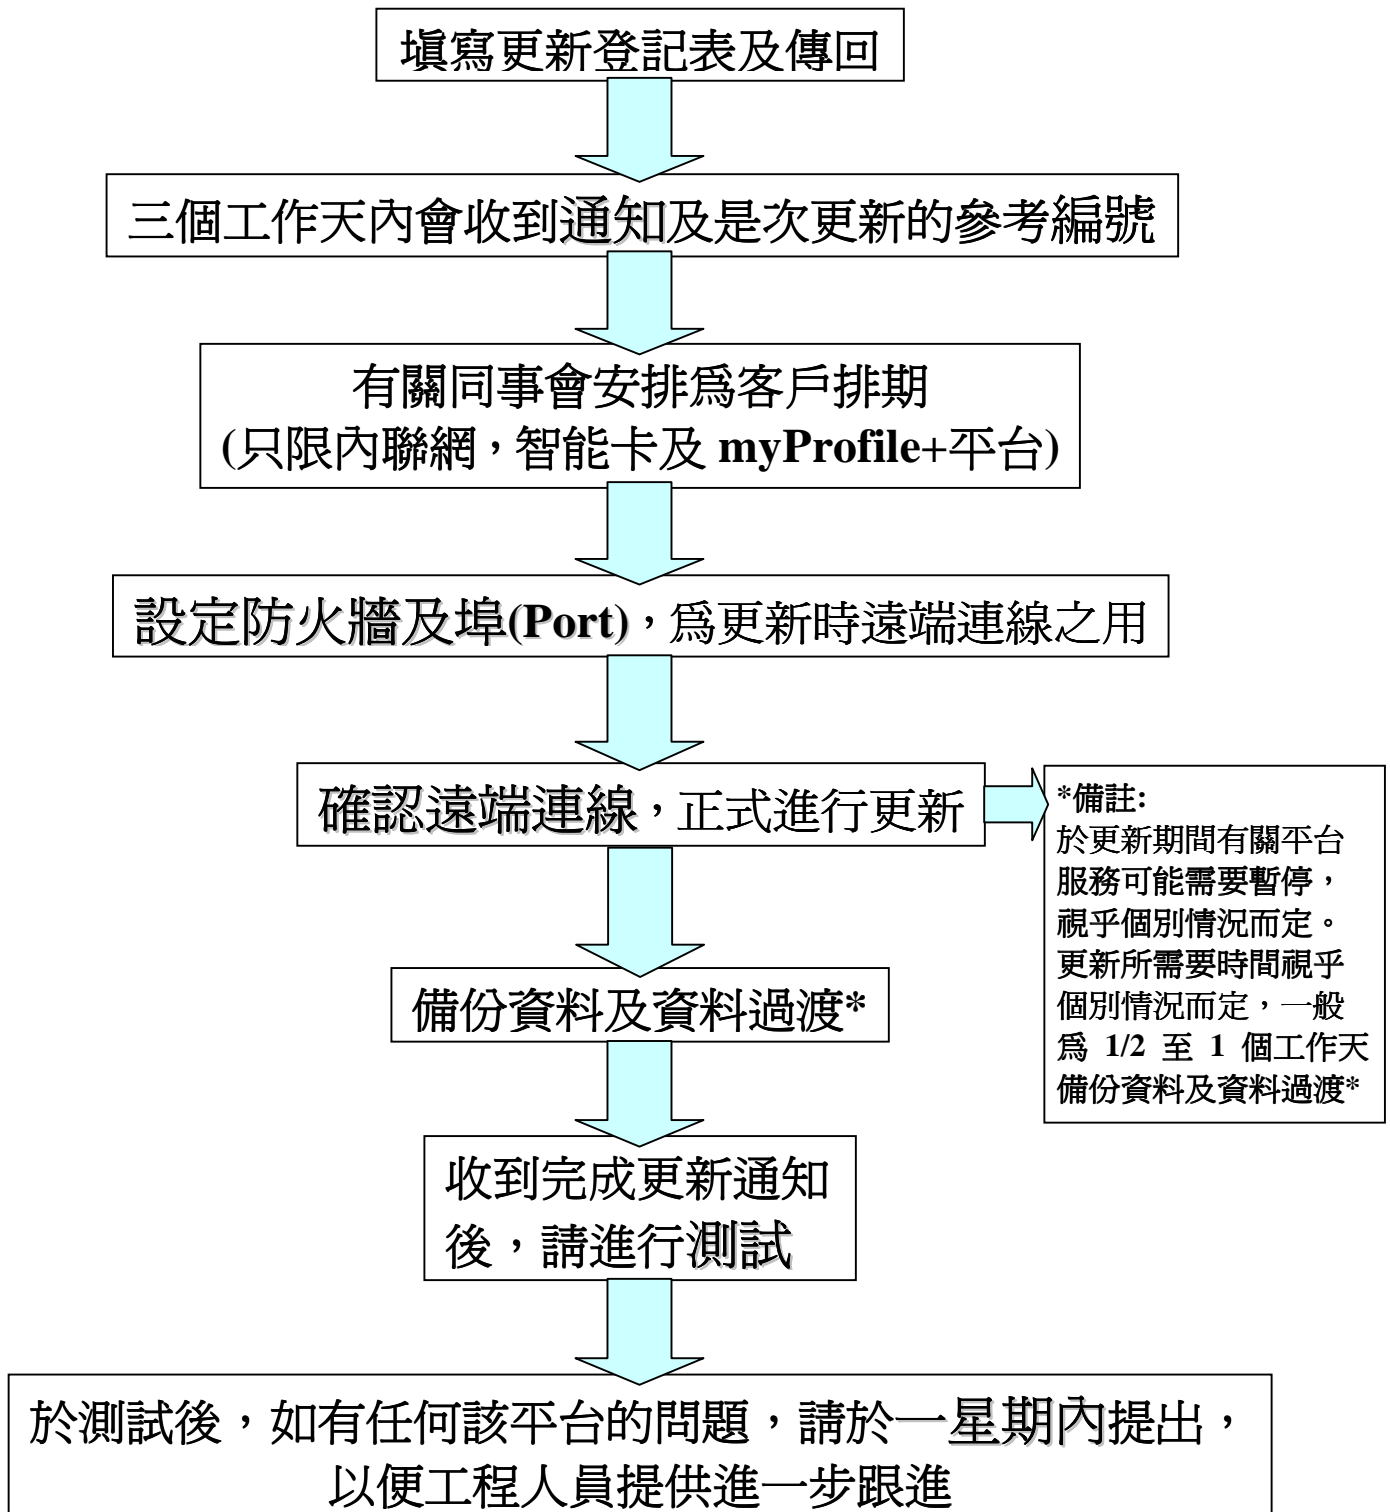 填寫更新登記表及傳回
三個工作天內會收到通知及是次更新的參考編號
有關同事會安排爲客戶排期
(只限內聯網，智能卡及 myProfile+平台)
設定防火牆及埠(Port)，爲更新時遠端連線之用
確認遠端連線，正式進行更新
*備註:
於更新期間有關平台
服務可能需要暫停，
視乎個別情況而定。
更新所需要時間視乎
個別情況而定，一般
爲 1/2 至 1 個工作天
備份資料及資料過渡*
備份資料及資料過渡*
收到完成更新通知
後，請進行測試
於測試後，如有任何該平台的問題，請於一星期內提出，
以便工程人員提供進一步跟進